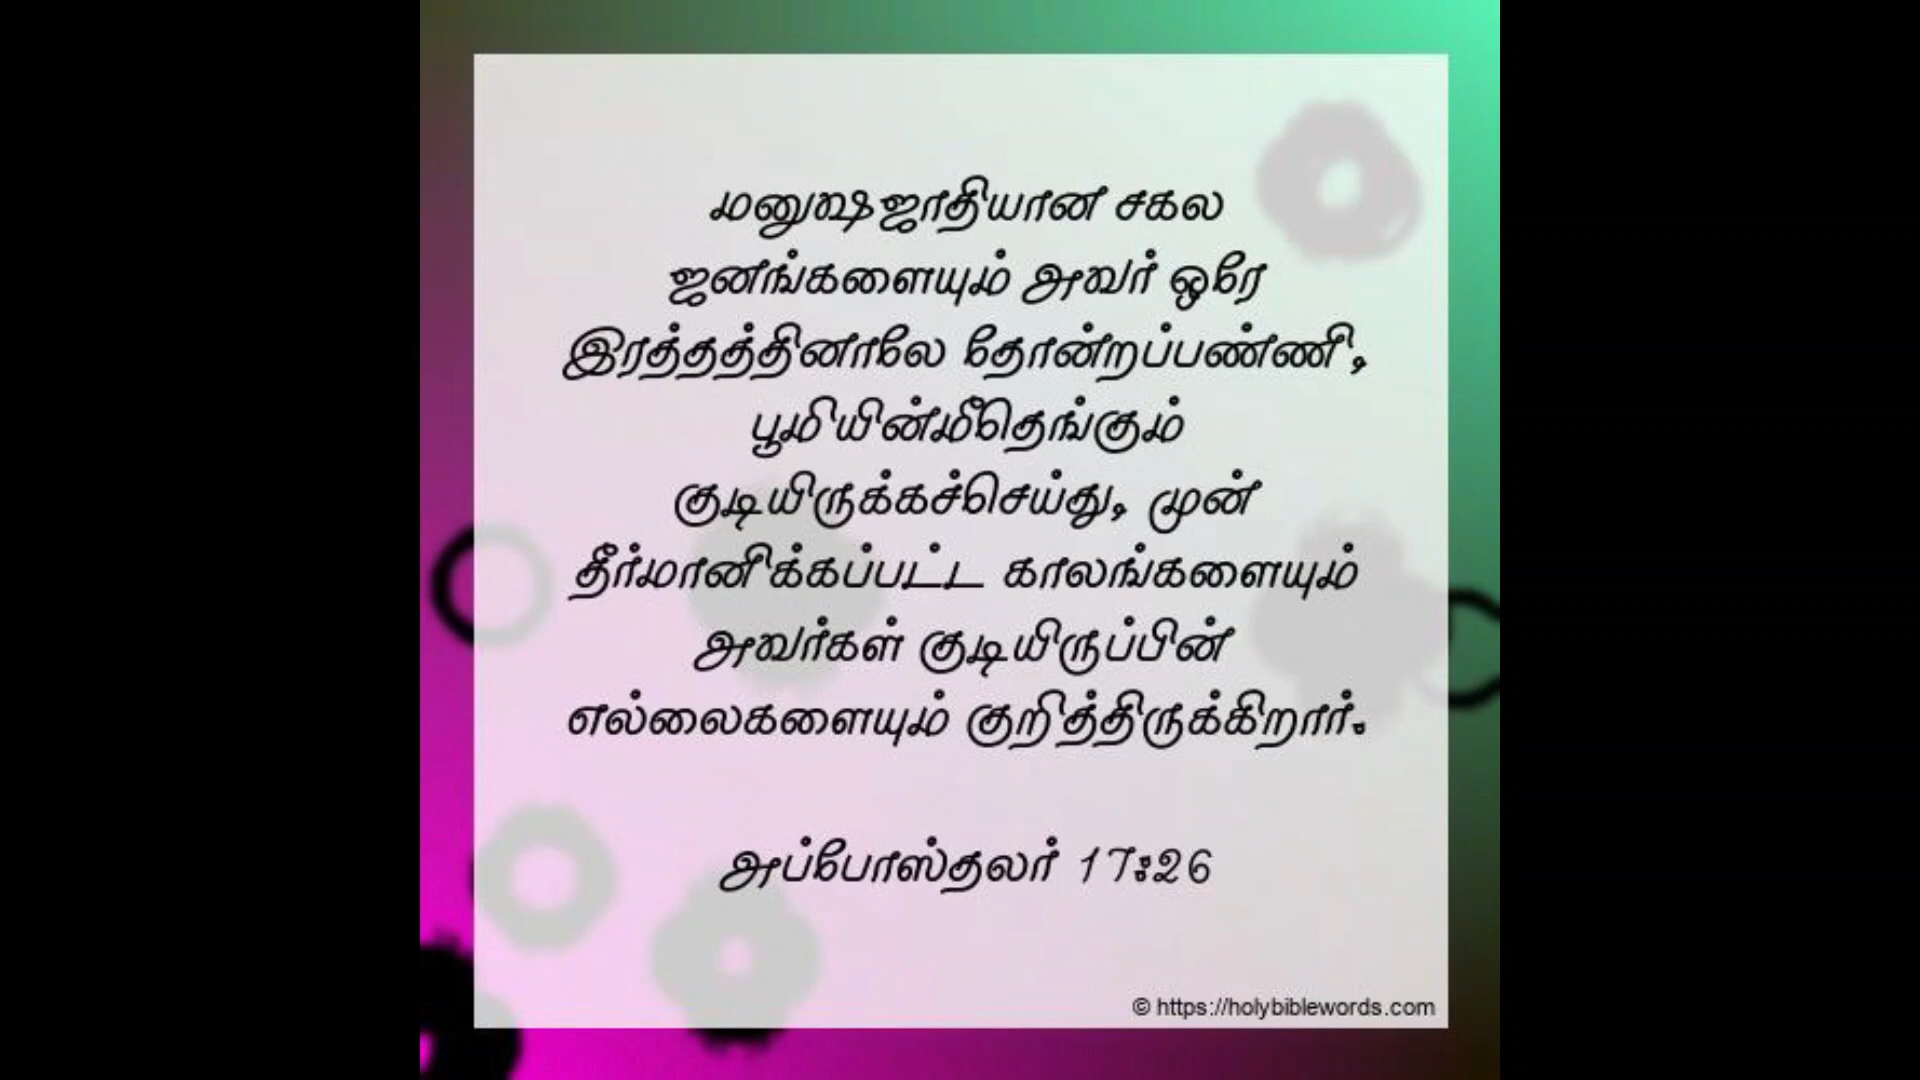 மனுஷஜாதியான சகல
ஜனங்களையும் அவர் ஒரே
இரத்தத்தினாலே தோன்றப்பண்ணி,
பூமியின்மீதெங்கும்
குடியிருக்கச்செய்து, முன்
தீர்மானிக்கப்பட்ட காலங்களையும்
அவர்கள் குடியிருப்பின்
எல்லைகளையும் குறித்திருக்கிறார்.
அப்போஸ்தலர் 17:26
© https://holybiblewords.com